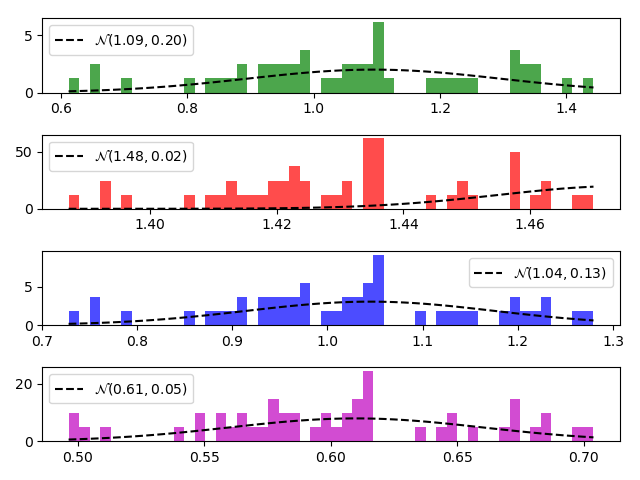 5
0
𝒩(1.09, 0.20)
0.6 0.8 1.0 1.2 1.4
50
0
𝒩(1.48, 0.02)
1.40 1.42 1.44 1.46
5
0
𝒩(1.04, 0.13)
0.7 0.8 0.9 1.0 1.1 1.2 1.3
20
0
𝒩(0.61, 0.05)
0.50 0.55 0.60 0.65 0.70